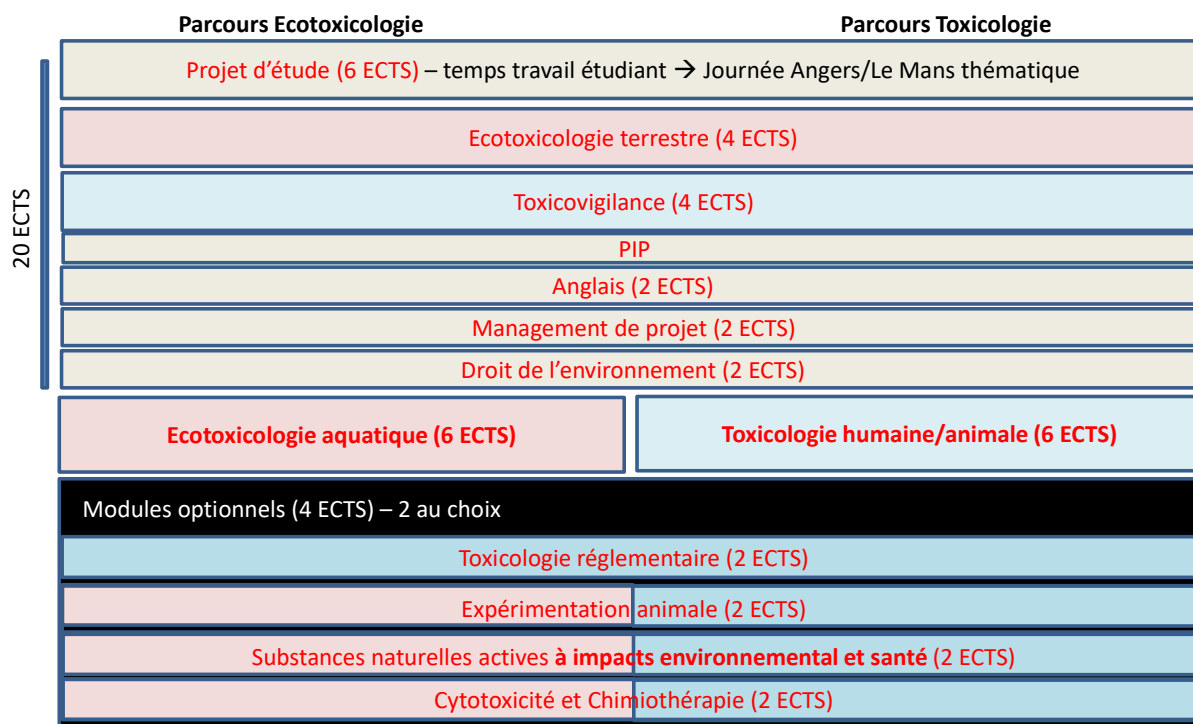 Parcours Ecotoxicologie
Parcours Toxicologie
20 ECTS
Projet d'étude (6 ECTS) – temps travail étudiant → Journée Angers/Le Mans thématique
Ecotoxicologie terrestre (4 ECTS)
Toxicovigilance (4 ECTS)
PIP
Anglais (2 ECTS)
Management de projet (2 ECTS)
Droit de l'environnement (2 ECTS)
Ecotoxicologie aquatique (6 ECTS)
Toxicologie humaine/animale (6 ECTS)
Modules optionnels (4 ECTS) – 2 au choix
Toxicologie réglementaire (2 ECTS)
Expérimentation animale (2 ECTS)
Substances naturelles actives à impacts environnemental et santé (2 ECTS)
Cytotoxicité et Chimiothérapie (2 ECTS)